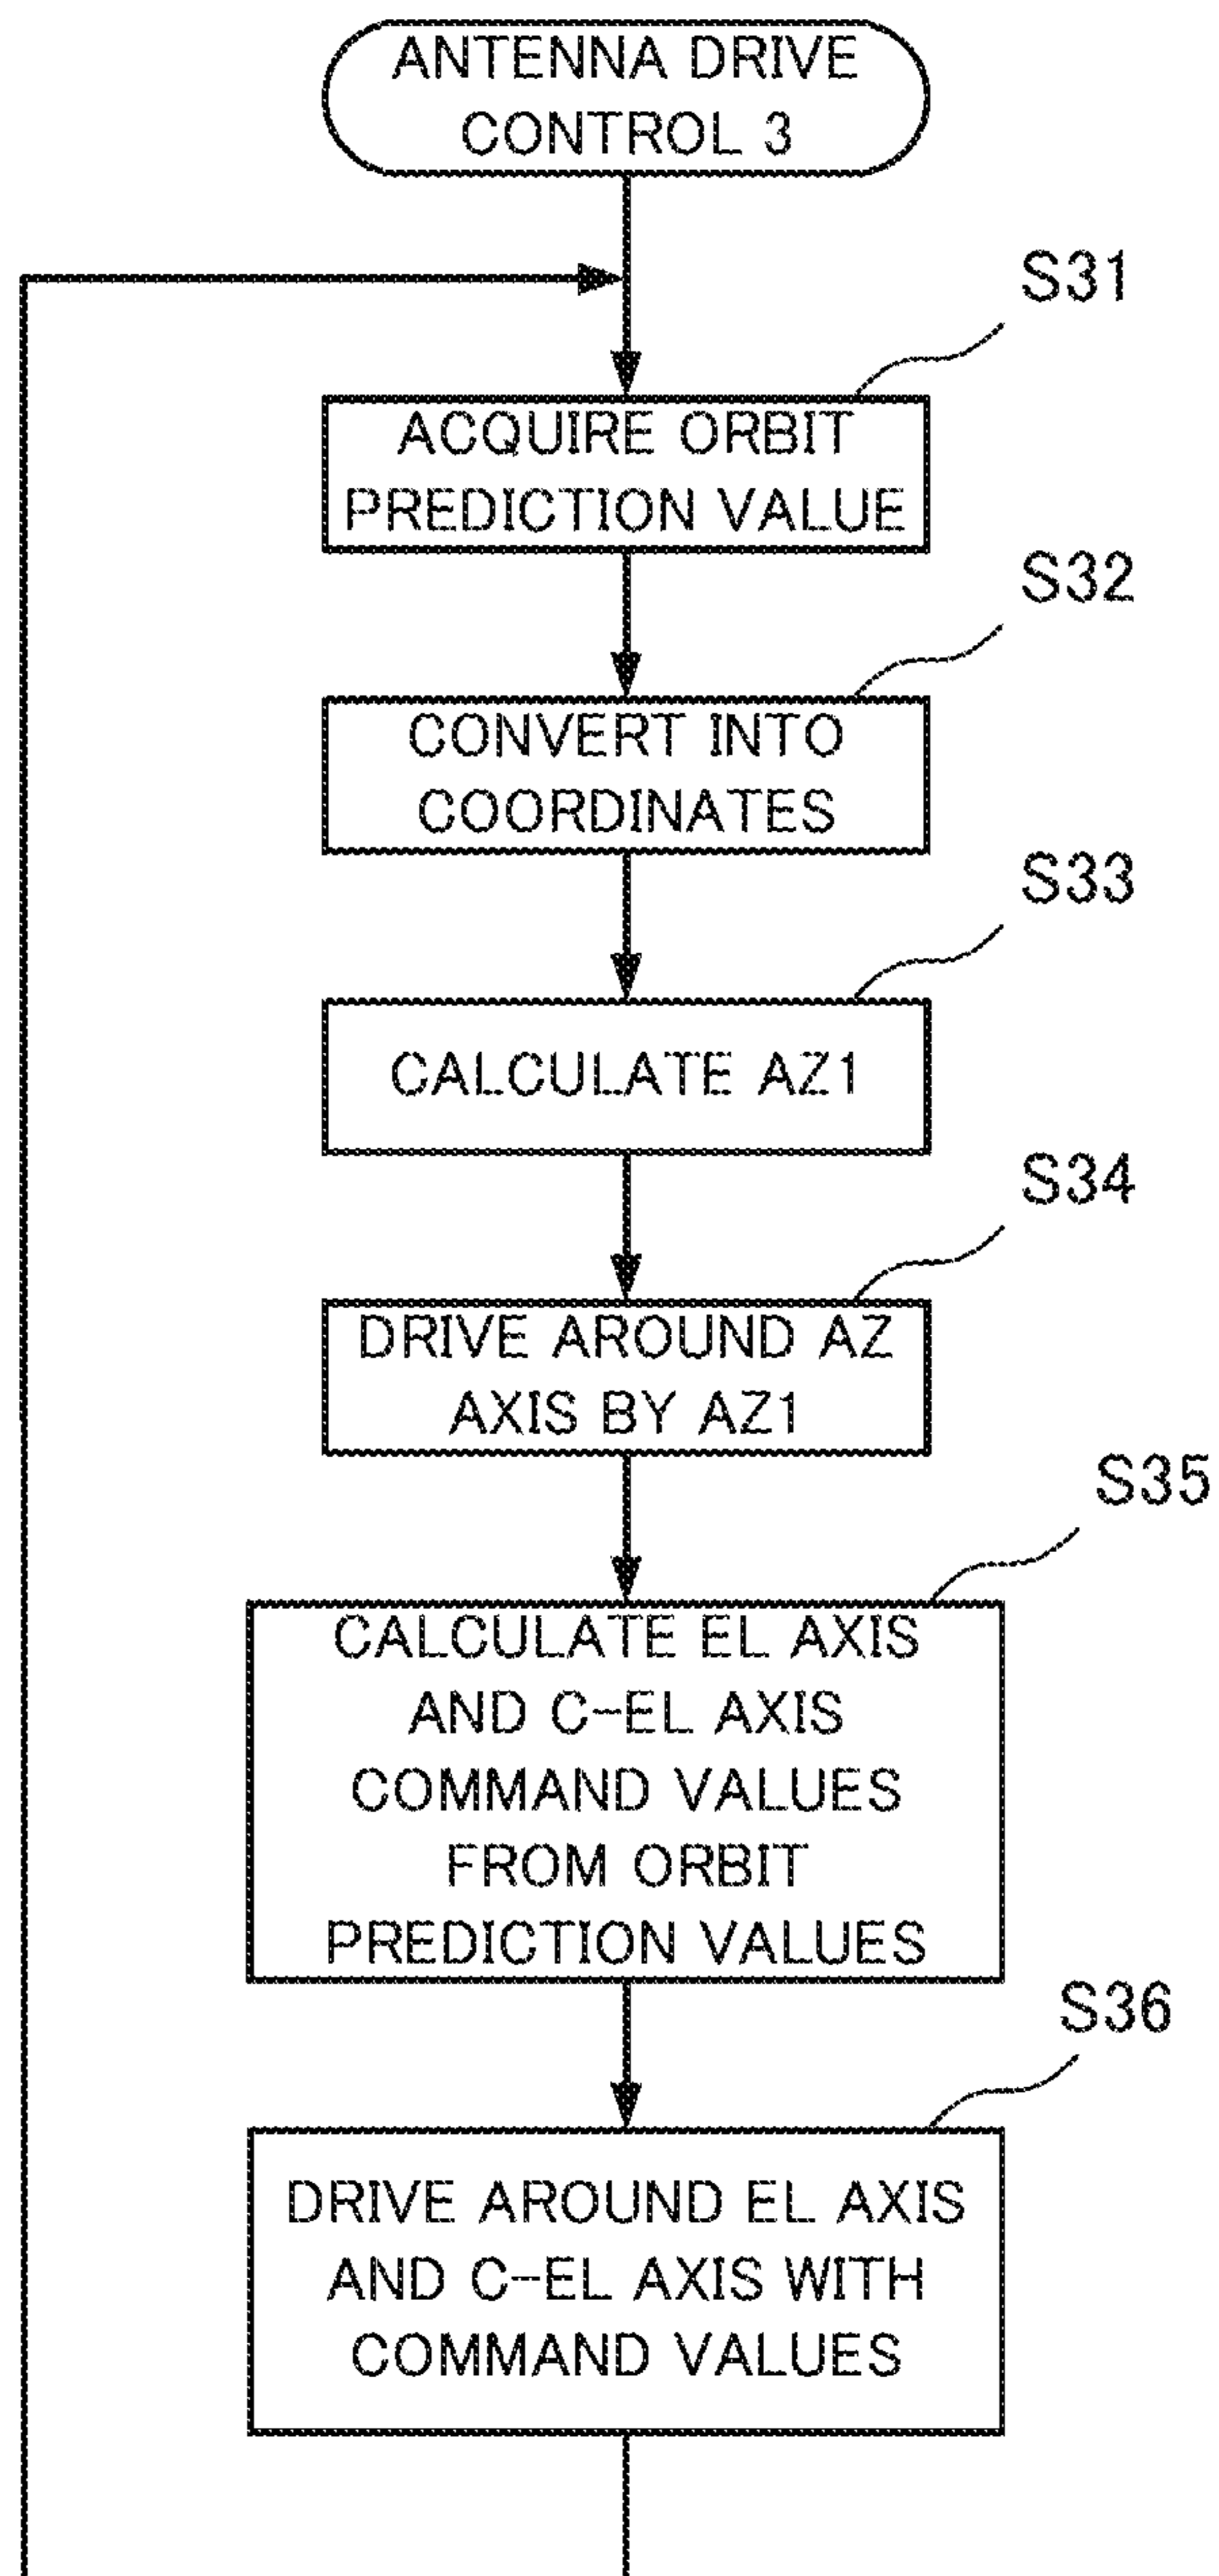 ANTENNA DRIVE
CONTROL 3
S31
ACQUIRE ORBIT
PREDICTION VALUE
S32
CONVERT INTO
COORDINATES
S33
CALCULATE AZ1
S34
DRIVE AROUND AZ
AXIS BY AZ1
S35
CALCULATE EL AXIS
AND C-EL AXIS
COMMAND VALUES
FROM ORBIT
PREDICTION VALUES
S36
DRIVE AROUND EL AXIS
AND C-EL AXIS WITH
COMMAND VALUES